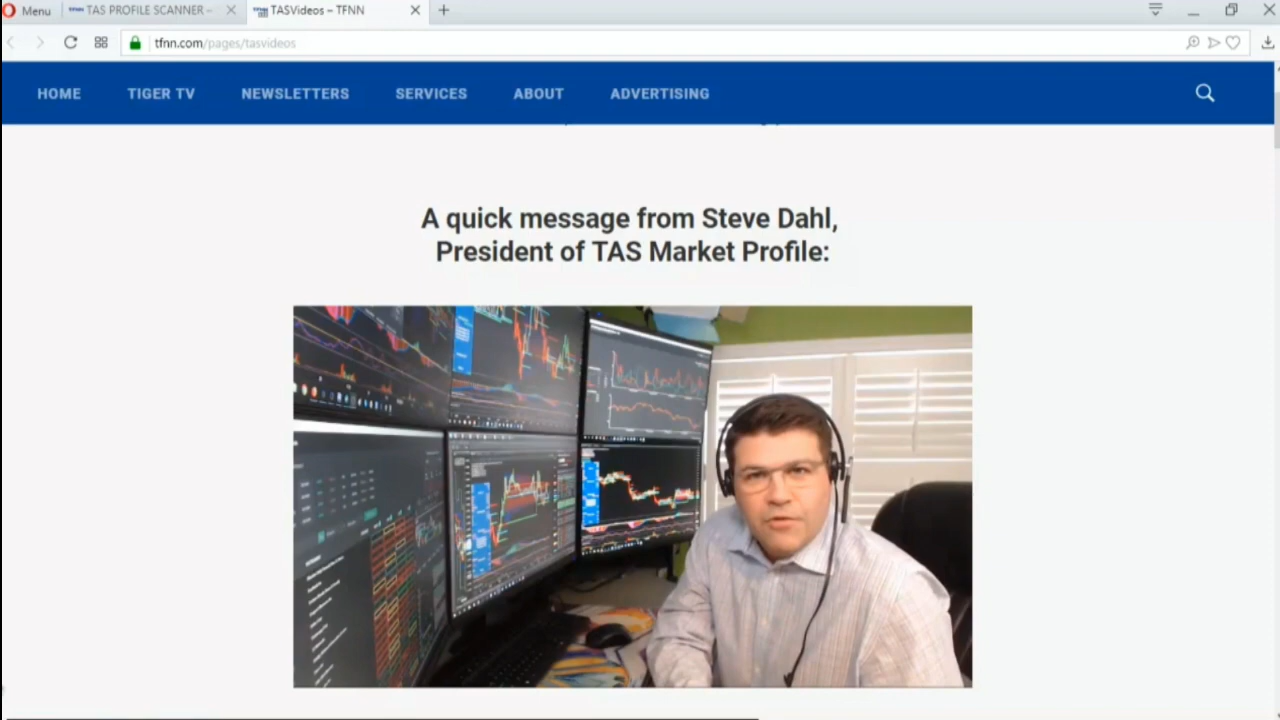 Menu
TAS PROFILE SCANNER –
TASVideos – TFNN
tfnn.com/pages/tasvideos
HOME
TIGER TV
NEWSLETTERS
SERVICES
ABOUT
ADVERTISING
A quick message from Steve Dahl,
President of TAS Market Profile: